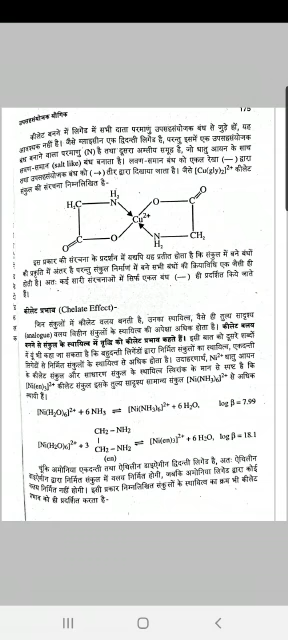 उपसहसंयोजक यौगिक
175
कीलेट बनने में लिगेंड में सभी दाता परमाणु उपसहसंयोजक बंध से जुड़े हों, यह
आवश्यक नहीं है। जैसे ग्लाइसीन एक द्विदन्ती लिगेंड है, परन्तु इसमें एक उपसहसंयोजक
बंध बनाने वाला परमाणु (N) है तथा दूसरा अम्लीय समूह है, जो धातु आयन के साथ
लवण-समान (salt like) बंध बनाता है। लवण-समान बंध को एकल रेखा (—) द्वारा
तथा उपसहसंयोजक बंध को (→) तीर द्वारा दिखाया जाता है। जैसे [Cu(gly)₂]²⁺ कीलेट
संकुल की संरचना निम्नलिखित है-
H₂
H₂C N O C O
Cu²⁺
C O N CH₂
O H₂
इस प्रकार की संरचना के प्रदर्शन में यद्यपि यह प्रतीत होता है कि संकुल में बने बंधों
की प्रकृति में अंतर है परन्तु संकुल निर्माण में बने सभी बंधों की क्रियाविधि एक जैसी ही
होती है। अतः कई सारी संरचनाओं में सिर्फ एकल बंध (—) ही प्रदर्शित किये जाते
हैं।
कीलेट प्रभाव (Chelate Effect)-
जिन संकुलों में कीलेट वलय बनती है, उनका स्थायित्व, वैसे ही तुल्य सादृश्य
(analogue) वलय विहीन संकुलों के स्थायित्व की अपेक्षा अधिक होता है। कीलेट वलय
बनने से संकुल के स्थायित्व में वृद्धि को कीलेट प्रभाव कहते हैं। इसी बात को दूसरे शब्दों
में यूं भी कहा जा सकता है कि बहुदन्ती लिगेंडों द्वारा निर्मित संकुलों का स्थायित्व, एकदन्ती
लिगेंडों से निर्मित संकुलों के स्थायित्व से अधिक होता है। उदाहरणार्थ, Ni²⁺ धातु आयन
के कीलेट संकुल और साधारण संकुल के स्थायित्व स्थिरांक के मान से स्पष्ट है कि
[Ni(en)₃]²⁺ कीलेट संकुल इसके तुल्य सादृश्य सामान्य संकुल [Ni(NH₃)₆]²⁺ से अधिक
स्थायी है।
[Ni(H₂O)₆]²⁺ + 6 NH₃ ⇌ [Ni(NH₃)₆]²⁺ + 6 H₂O, log β = 7.99
CH₂ – NH₂
[Ni(H₂O)₆]²⁺ + 3 | ⇌ [Ni(en)₃]²⁺ + 6 H₂O, log β = 18.1
CH₂ – NH₂
(en)
चूंकि अमोनिया एकदन्ती तथा ऐथिलीन डाइऐमीन द्विदन्ती लिगेंड है, अतः ऐथिलीन
डाइऐमीन द्वारा निर्मित संकुल में वलय निर्मित होगी, जबकि अमोनिया लिगेंड द्वारा कोई
वलय निर्मित नहीं होगी। इसी प्रकार निम्नलिखित संकुलों के स्थायित्व का क्रम भी कीलेट
प्रभाव को ही प्रदर्शित करता है-